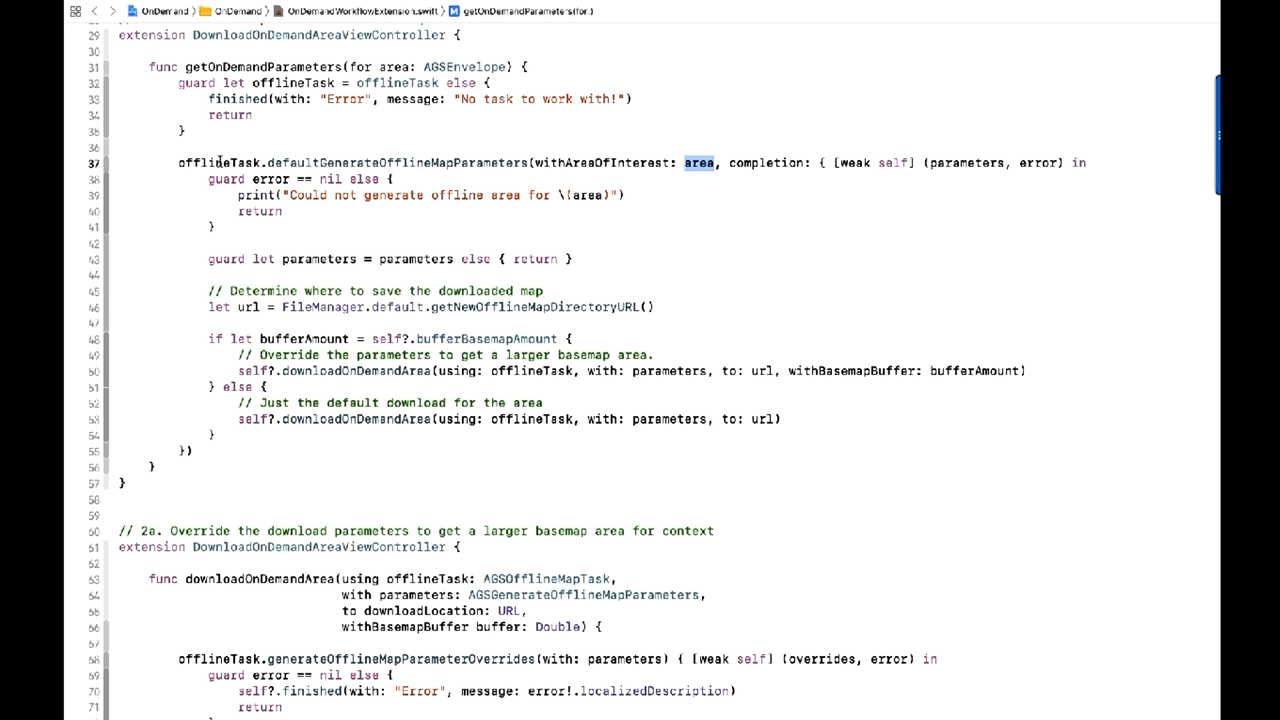 OnDemand 〉 OnDemand 〉 OnDemandWorkflowExtension.swift 〉 M getOnDemandParameters(for:)
29 extension DownloadOnDemandAreaViewController {
30
31     func getOnDemandParameters(for area: AGSEnvelope) {
32         guard let offlineTask = offlineTask else {
33             finished(with: "Error", message: "No task to work with!")
34             return
35         }
36
37         offlineTask.defaultGenerateOfflineMapParameters(withAreaOfInterest: area, completion: { [weak self] (parameters, error) in
38             guard error == nil else {
39                 print("Could not generate offline area for \(area)")
40                 return
41             }
42
43             guard let parameters = parameters else { return }
44
45             // Determine where to save the downloaded map
46             let url = FileManager.default.getNewOfflineMapDirectoryURL()
47
48             if let bufferAmount = self?.bufferBasemapAmount {
49                 // Override the parameters to get a larger basemap area.
50                 self?.downloadOnDemandArea(using: offlineTask, with: parameters, to: url, withBasemapBuffer: bufferAmount)
51             } else {
52                 // Just the default download for the area
53                 self?.downloadOnDemandArea(using: offlineTask, with: parameters, to: url)
54             }
55         })
56     }
57 }
58
59
60 // 2a. Override the download parameters to get a larger basemap area for context
61 extension DownloadOnDemandAreaViewController {
62
63     func downloadOnDemandArea(using offlineTask: AGSOfflineMapTask,
64                               with parameters: AGSGenerateOfflineMapParameters,
65                               to downloadLocation: URL,
66                               withBasemapBuffer buffer: Double) {
67
68         offlineTask.generateOfflineMapParameterOverrides(with: parameters) { [weak self] (overrides, error) in
69             guard error == nil else {
70                 self?.finished(with: "Error", message: error!.localizedDescription)
71                 return